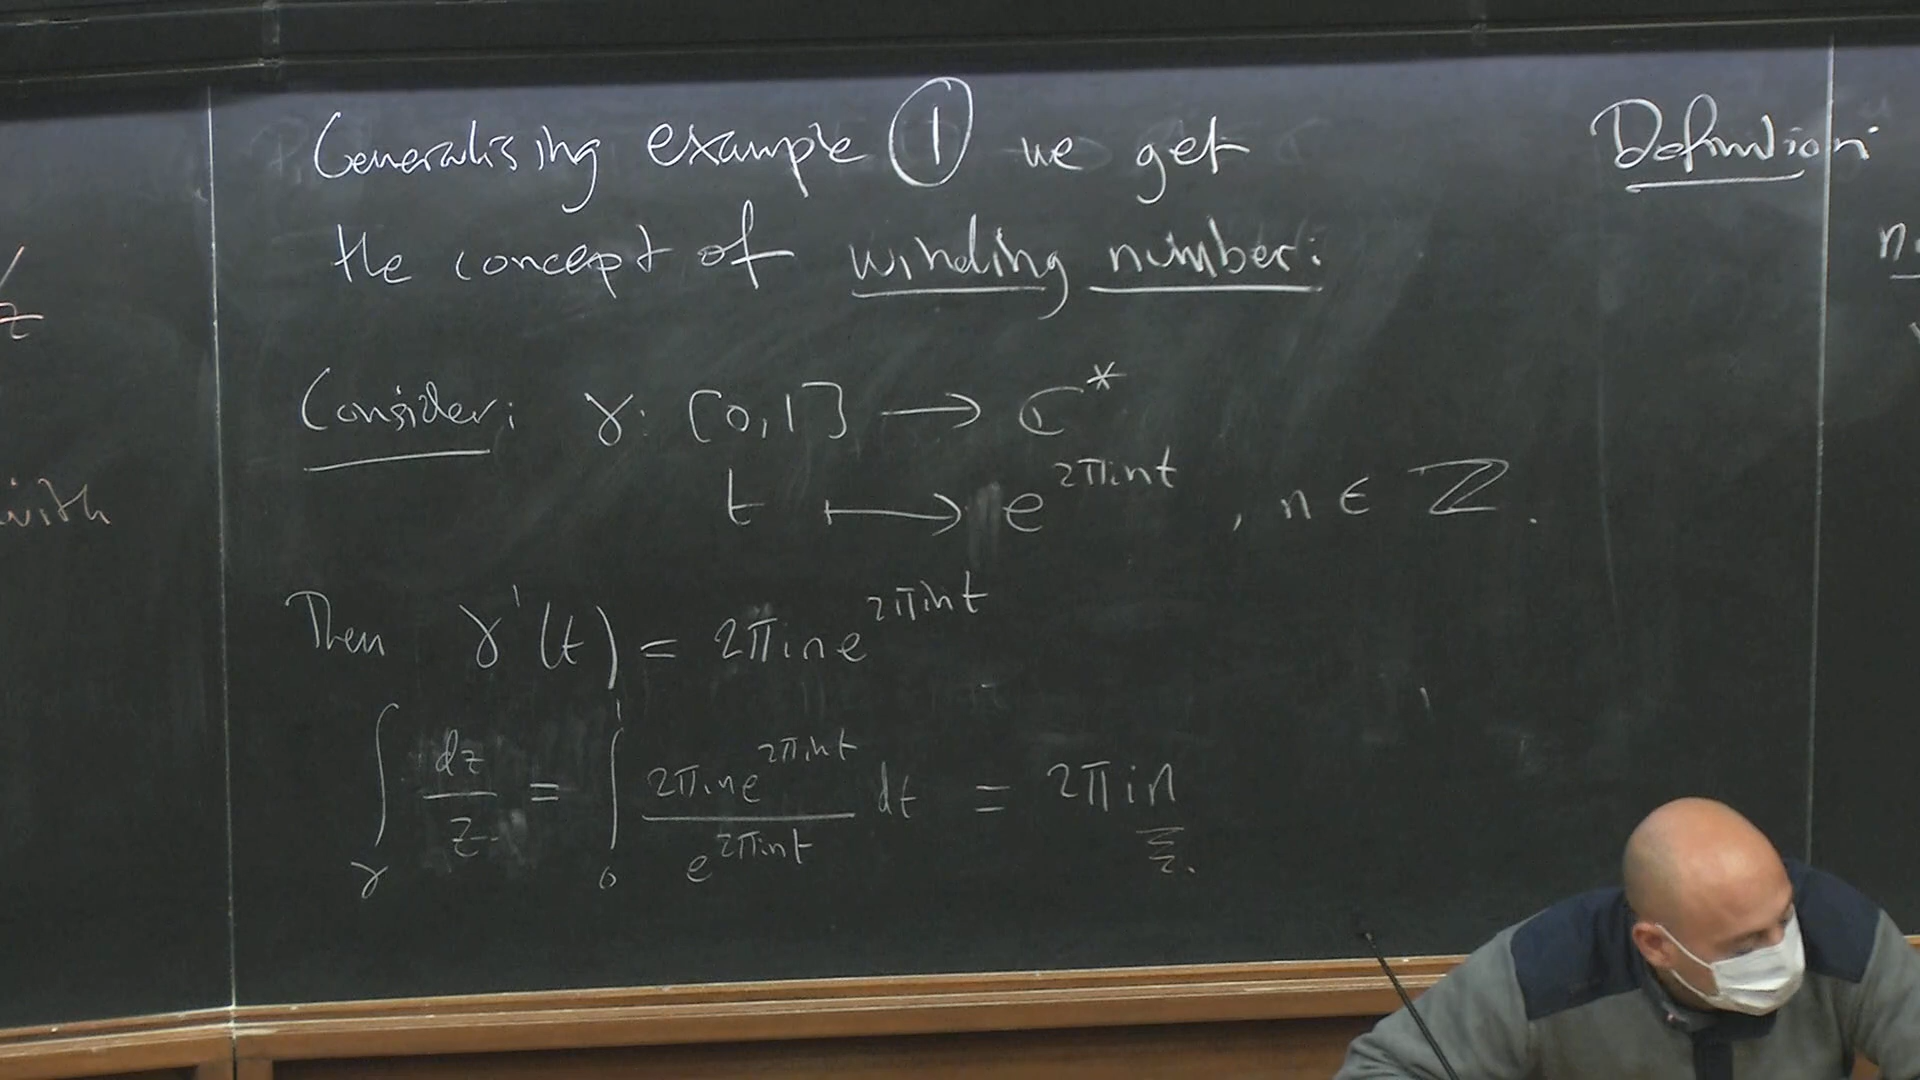 Generalising example ① we get
the concept of winding number:
Consider: γ: [0,1] ⟶ ℂ*
t ⟼ e^{2πint}, n ∈ ℤ.
Then γ'(t) = 2πine^{2πint}
∫_γ dz/z = ∫_0^1 2πine^{2πint}/e^{2πint} dt = 2πin
Definition:
with